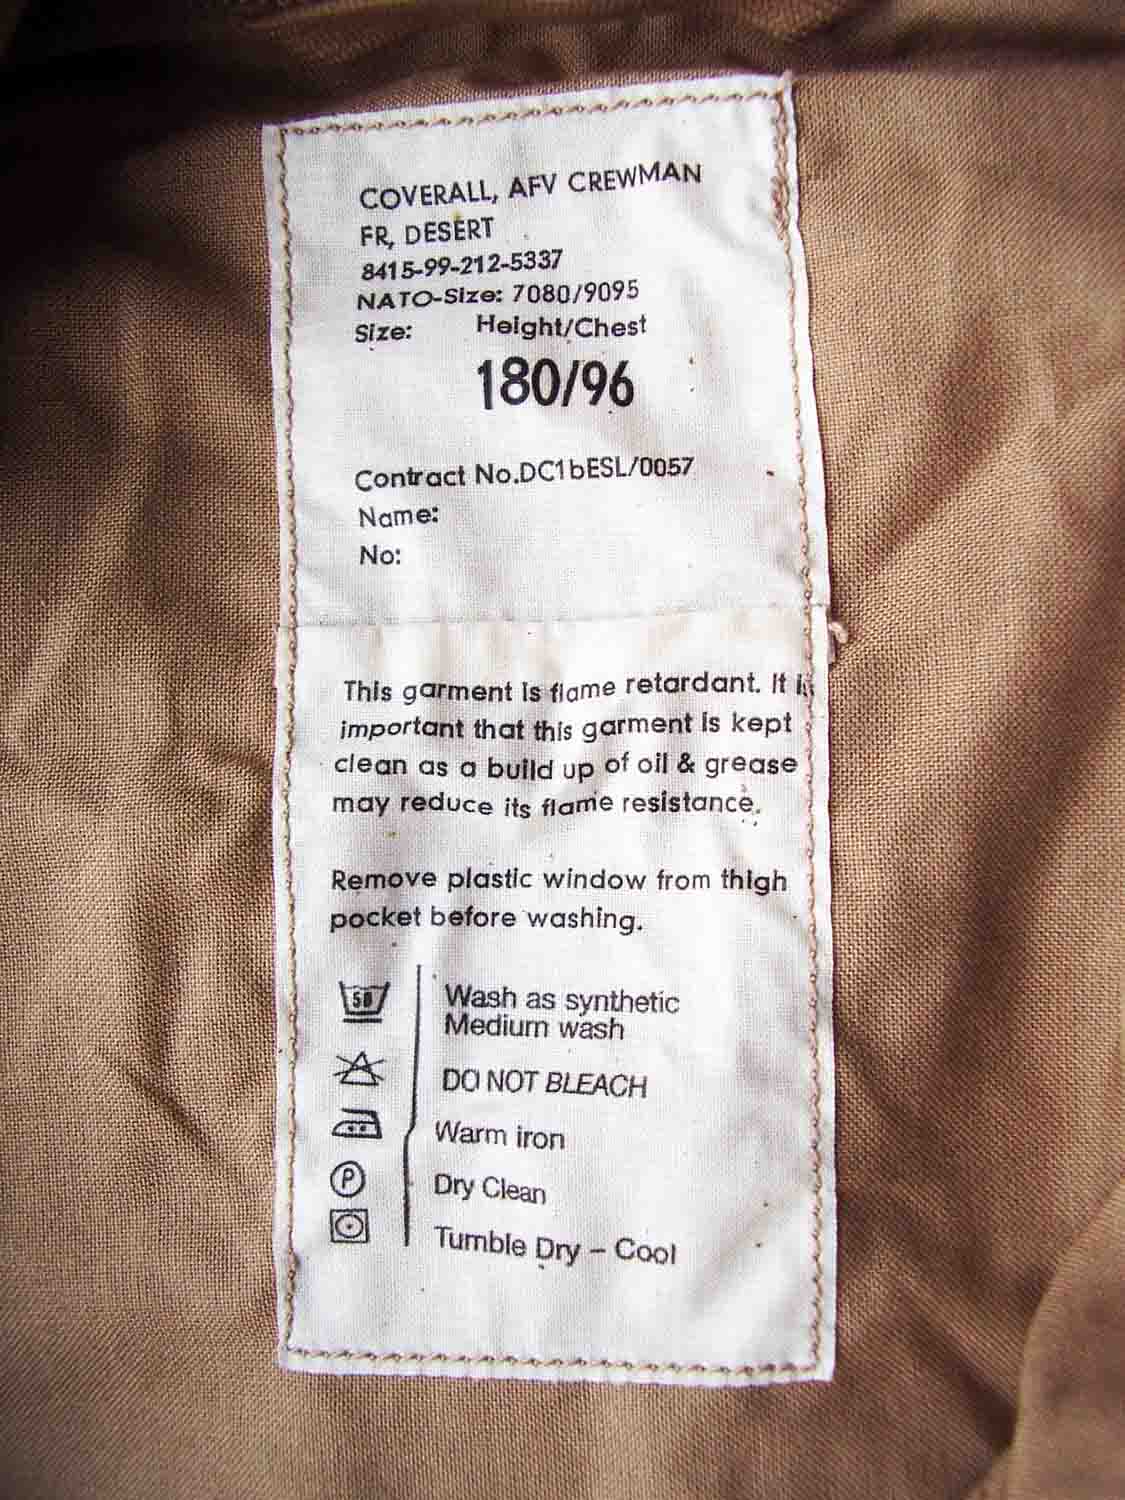 COVERALL, AFV CREWMAN
FR, DESERT
8415-99-212-5337
NATO-Size: 7080/9095
Size: Height/Chest
180/96
Contract No.DC1bESL/0057
Name:
No:
This garment is flame retardant. It is
important that this garment is kept
clean as a build up of oil & grease
may reduce its flame resistance.
Remove plastic window from thigh
pocket before washing.
50 Wash as synthetic
Medium wash
DO NOT BLEACH
Warm iron
P Dry Clean
Tumble Dry – Cool